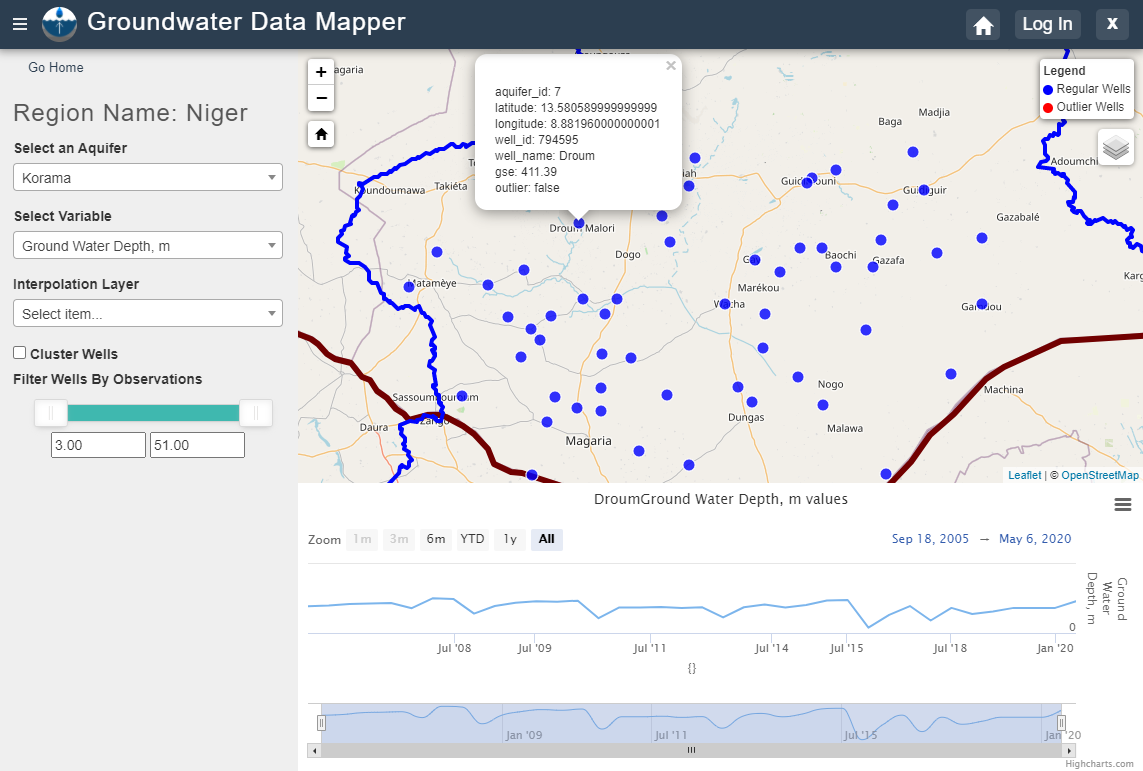 Groundwater Data Mapper
Log In
X
Go Home
Region Name: Niger
Select an Aquifer
Korama
Select Variable
Ground Water Depth, m
Interpolation Layer
Select item...
Cluster Wells
Filter Wells By Observations
3.00
51.00
+
−
×
aquifer_id: 7
latitude: 13.580589999999999
longitude: 8.881960000000001
well_id: 794595
well_name: Droum
gse: 411.39
outlier: false
Legend
Regular Wells
Outlier Wells
agaria
Madjia
Baga
Adoumchi
Koundoumawa
Takiéta
iah
Guidimouni
Guidiguir
Gazabalé
Droum Malori
Dogo
Baochi
Gazafa
Karg
Matamèye
Marékou
Wacha
Gamdou
Sassoumbouroum
Nogo
Machina
Daura
Zango
Dungas
Malawa
Magaria
Leaflet | © OpenStreetMap
DroumGround Water Depth, m values
Zoom
1m
3m
6m
YTD
1y
All
Sep 18, 2005
→
May 6, 2020
Ground
Water
Depth, m
0
Jul '08
Jul '09
Jul '11
Jul '14
Jul '15
Jul '18
Jan '20
{}
Jan '09
Jul '11
Jul '15
Jan '20
Highcharts.com